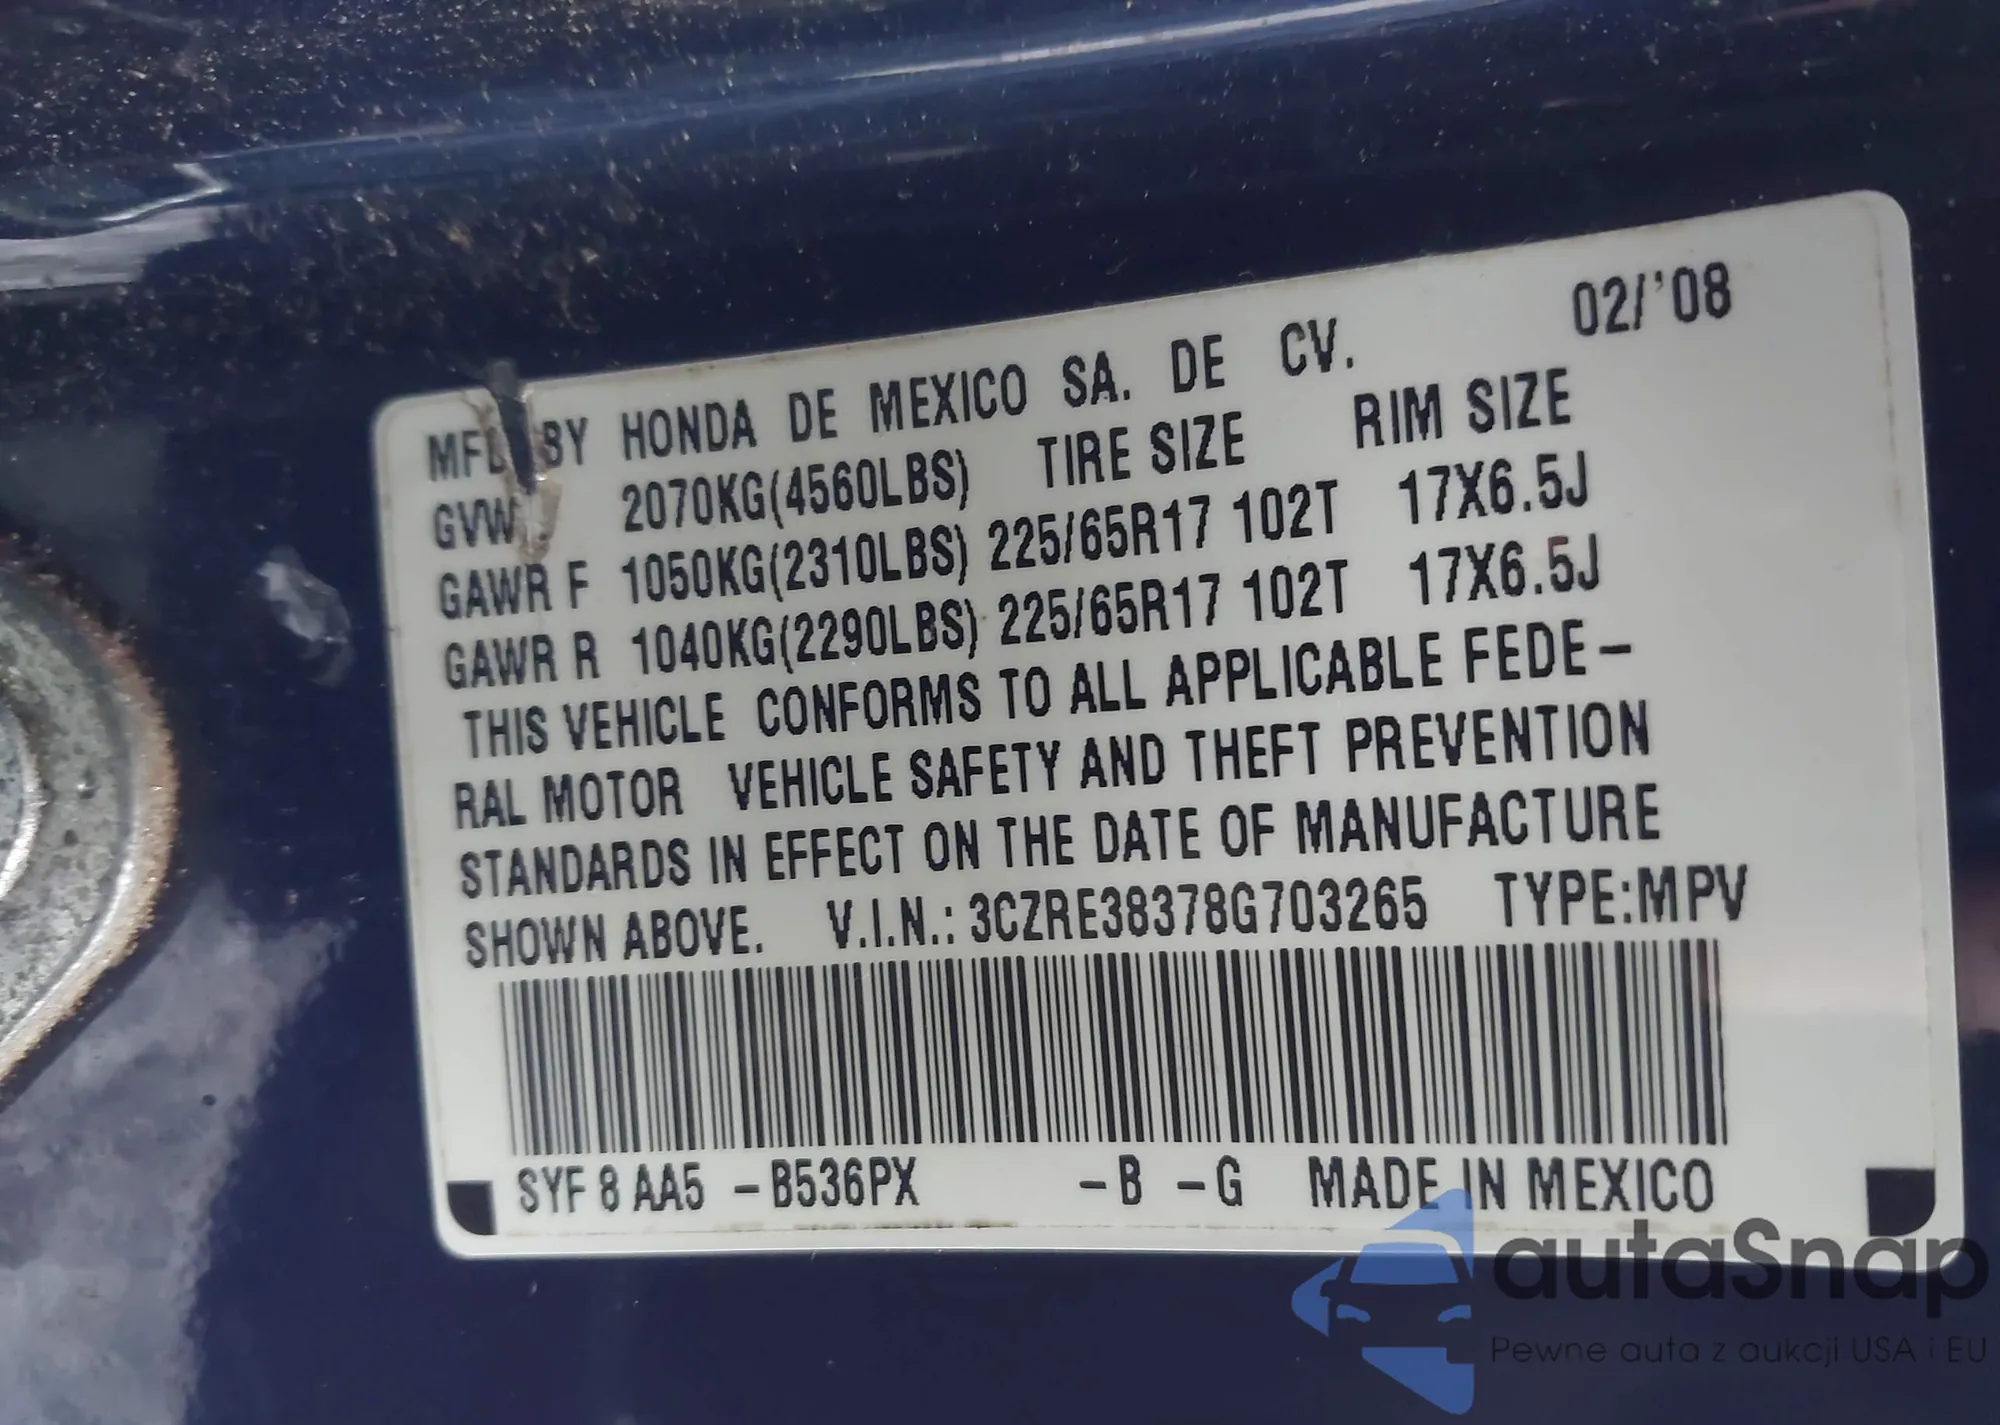 MFD BY HONDA DE MEXICO SA. DE CV. 02/'08
GVWR 2070KG(4560LBS) TIRE SIZE RIM SIZE
GAWR F 1050KG(2310LBS) 225/65R17 102T 17X6.5J
GAWR R 1040KG(2290LBS) 225/65R17 102T 17X6.5J
THIS VEHICLE CONFORMS TO ALL APPLICABLE FEDE-
RAL MOTOR VEHICLE SAFETY AND THEFT PREVENTION
STANDARDS IN EFFECT ON THE DATE OF MANUFACTURE
SHOWN ABOVE. V.I.N.: 3CZRE38378G703265 TYPE:MPV
SYF 8 AA5 -B536PX -B -G MADE IN MEXICO
autaSnap
Pewne auta z aukcji USA i EU